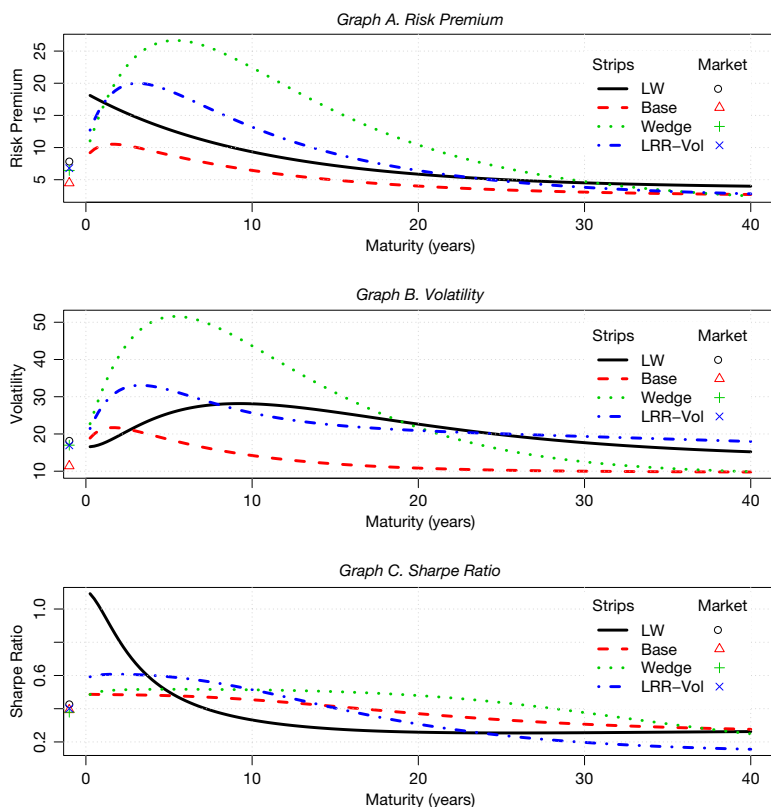 Graph A. Risk Premium
Risk Premium
25
20
15
10
5
Strips Market
LW
Base
Wedge
LRR−Vol
0 10 20 30 40
Maturity (years)
Graph B. Volatility
Volatility
50
40
30
20
10
Strips Market
LW
Base
Wedge
LRR−Vol
0 10 20 30 40
Maturity (years)
Graph C. Sharpe Ratio
Sharpe Ratio
1.0
0.6
0.2
Strips Market
LW
Base
Wedge
LRR−Vol
0 10 20 30 40
Maturity (years)